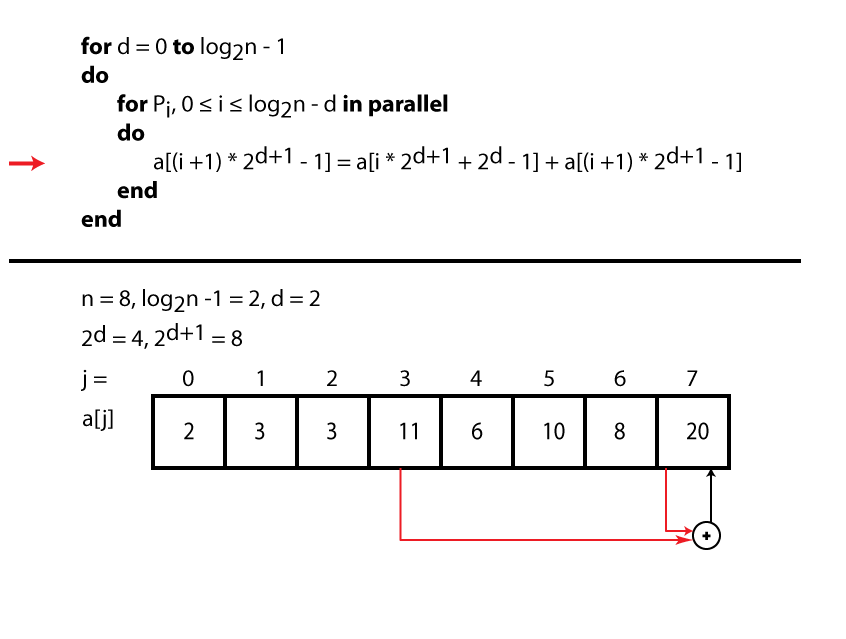 for d = 0 to log2n - 1
do
for Pi, 0 ≤ i ≤ log2n - d in parallel
do
a[(i +1) * 2d+1 - 1] = a[i * 2d+1 + 2d - 1] + a[(i +1) * 2d+1 - 1]
end
end
n = 8, log2n -1 = 2, d = 2
2d = 4, 2d+1 = 8
j = 0 1 2 3 4 5 6 7
a[j] 2 3 3 11 6 10 8 20
+